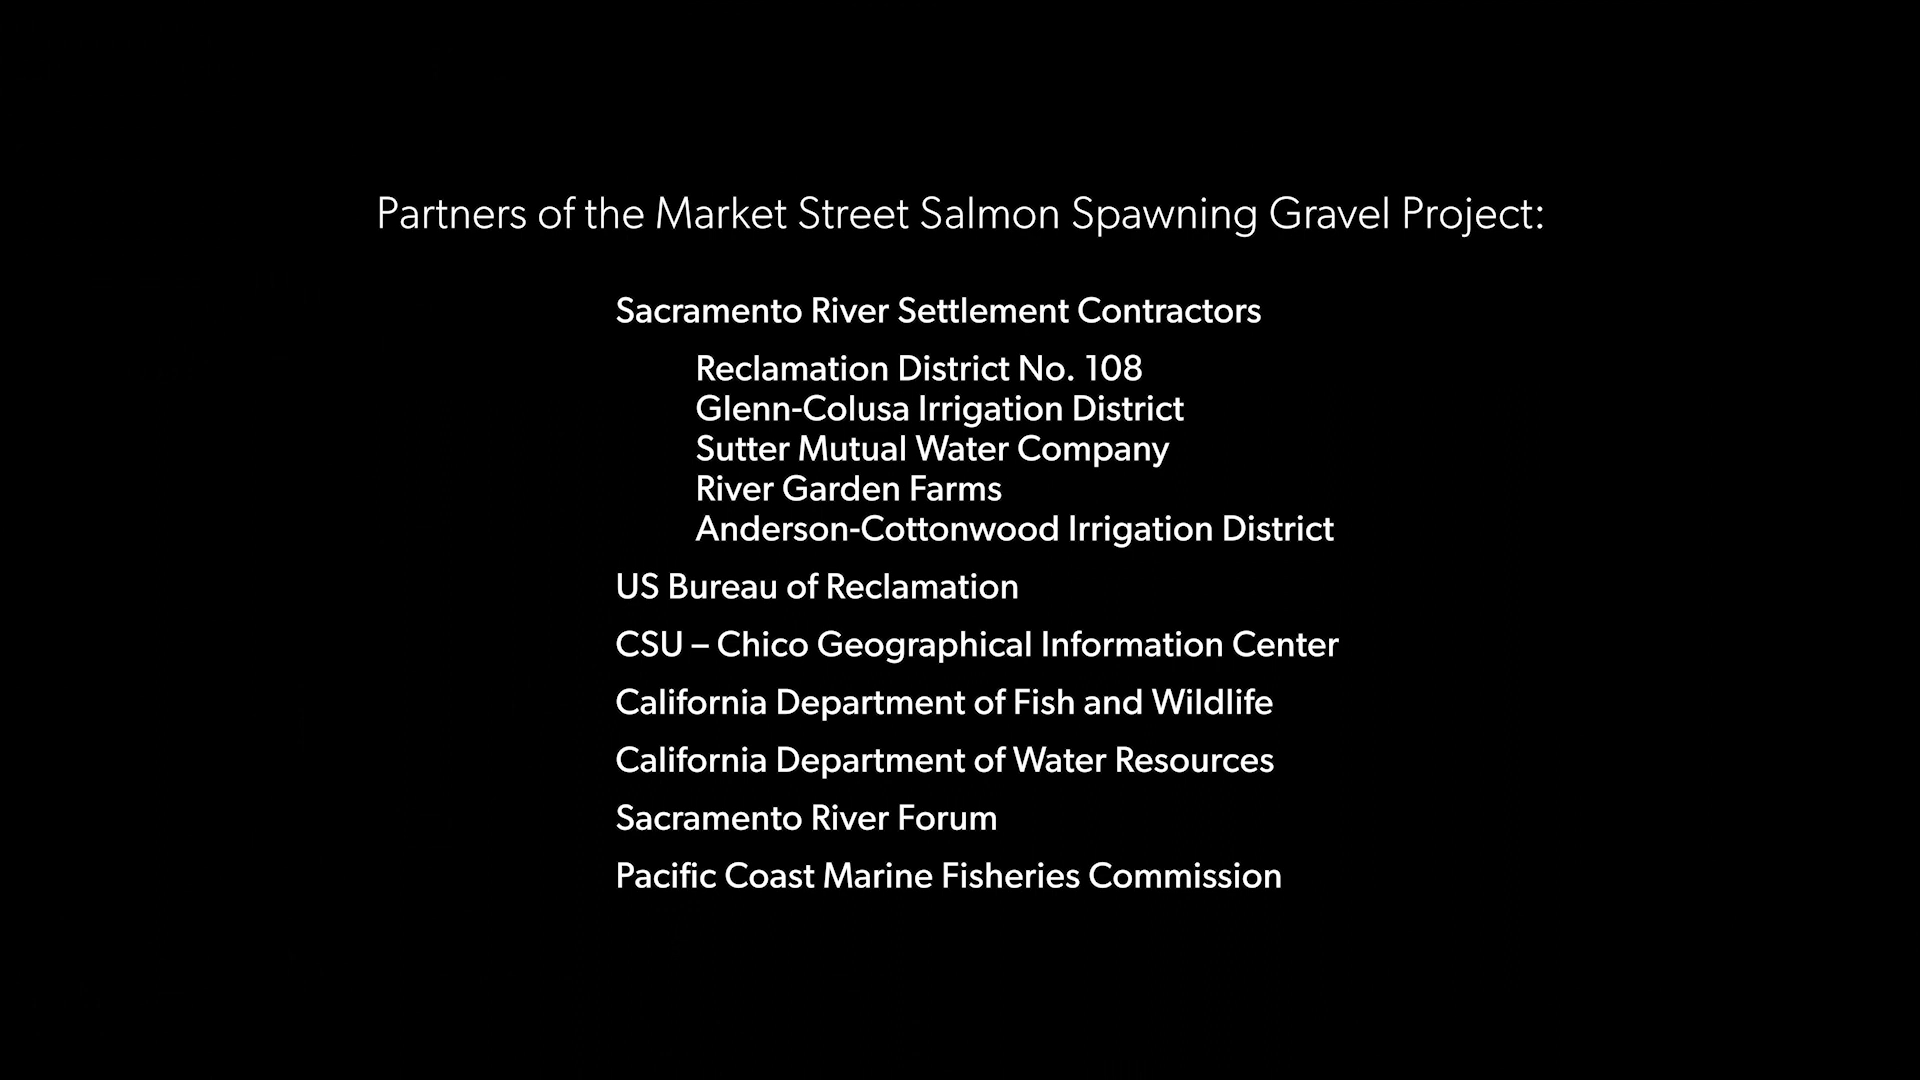 Partners of the Market Street Salmon Spawning Gravel Project:
Sacramento River Settlement Contractors
Reclamation District No. 108
Glenn-Colusa Irrigation District
Sutter Mutual Water Company
River Garden Farms
Anderson-Cottonwood Irrigation District
US Bureau of Reclamation
CSU – Chico Geographical Information Center
California Department of Fish and Wildlife
California Department of Water Resources
Sacramento River Forum
Pacific Coast Marine Fisheries Commission